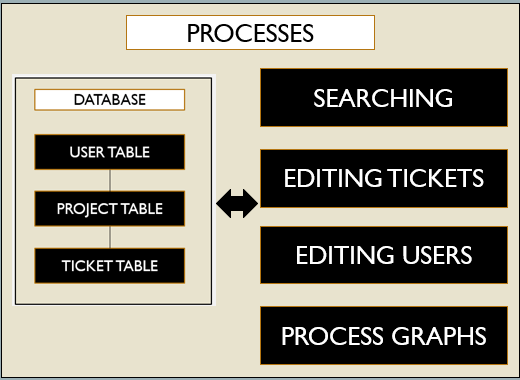 PROCESSES
DATABASE
USER TABLE
PROJECT TABLE
TICKET TABLE
SEARCHING
EDITING TICKETS
EDITING USERS
PROCESS GRAPHS